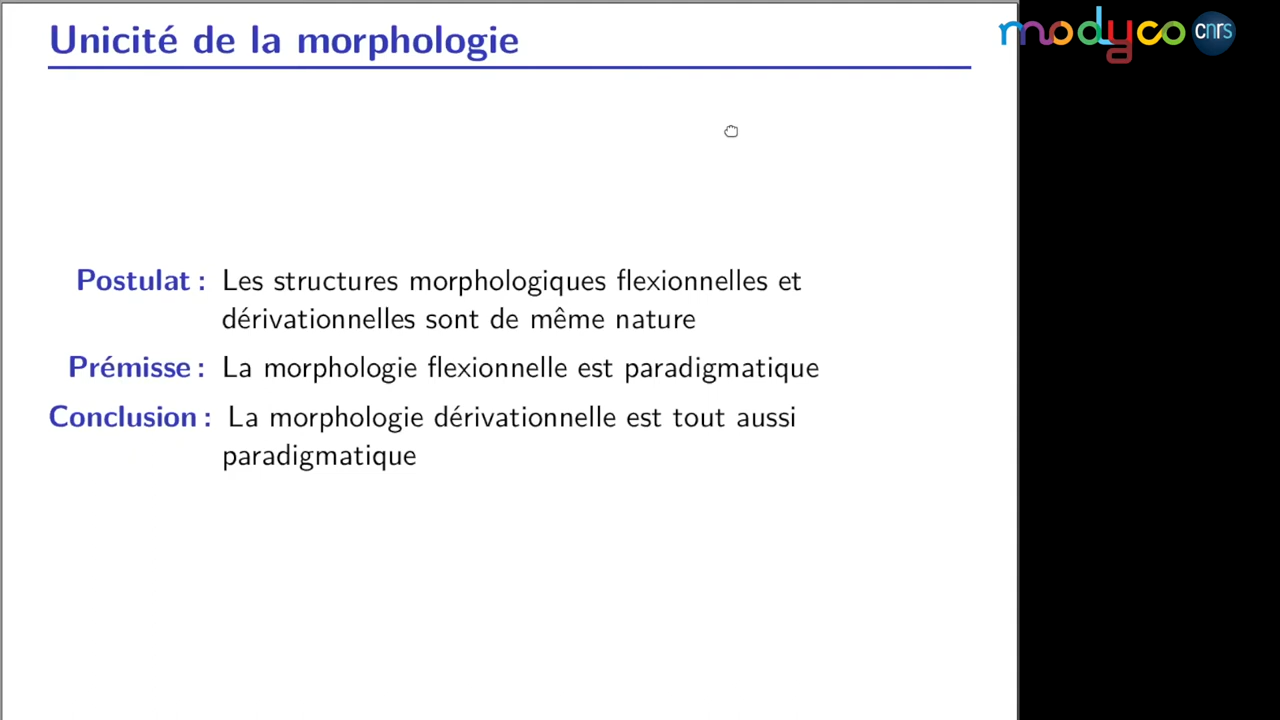 Unicité de la morphologie
modyco cnrs
Postulat : Les structures morphologiques flexionnelles et
dérivationnelles sont de même nature
Prémisse : La morphologie flexionnelle est paradigmatique
Conclusion : La morphologie dérivationnelle est tout aussi
paradigmatique